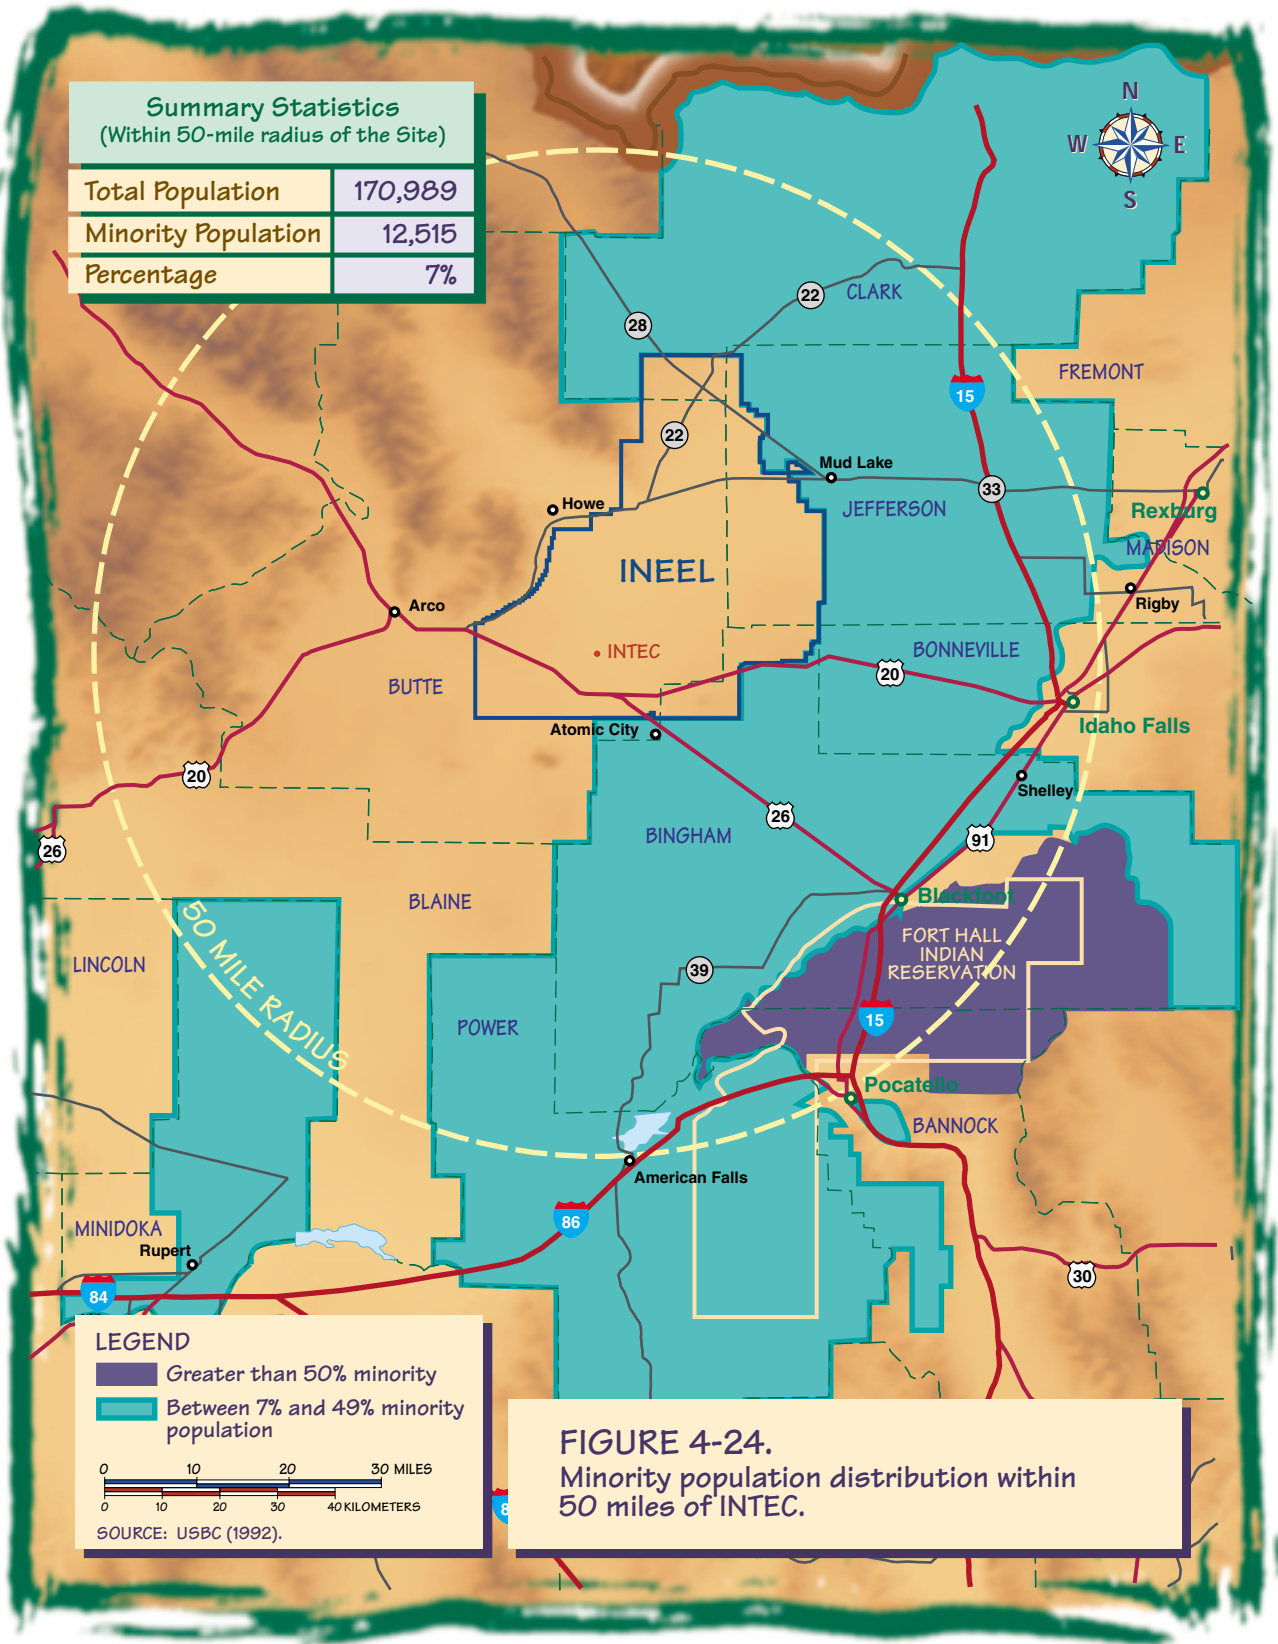 Summary Statistics
(Within 50-mile radius of the Site)
Total Population 170,989
Minority Population 12,515
Percentage 7%
N
W E
S
22
CLARK
28
FREMONT
15
22
Mud Lake
33
Howe
JEFFERSON
Rexburg
MADISON
INEEL
Arco
Rigby
INTEC
BONNEVILLE
20
BUTTE
Atomic City
Idaho Falls
20
Shelley
26
BINGHAM
91
26
BLAINE
Blackfoot
50 MILE RADIUS
FORT HALL
INDIAN
RESERVATION
LINCOLN
39
POWER
15
Pocatello
BANNOCK
American Falls
86
MINIDOKA
Rupert
30
84
LEGEND
Greater than 50% minority
Between 7% and 49% minority
population
0 10 20 30 MILES
0 10 20 30 40 KILOMETERS
SOURCE: USBC (1992).
8
FIGURE 4-24.
Minority population distribution within
50 miles of INTEC.